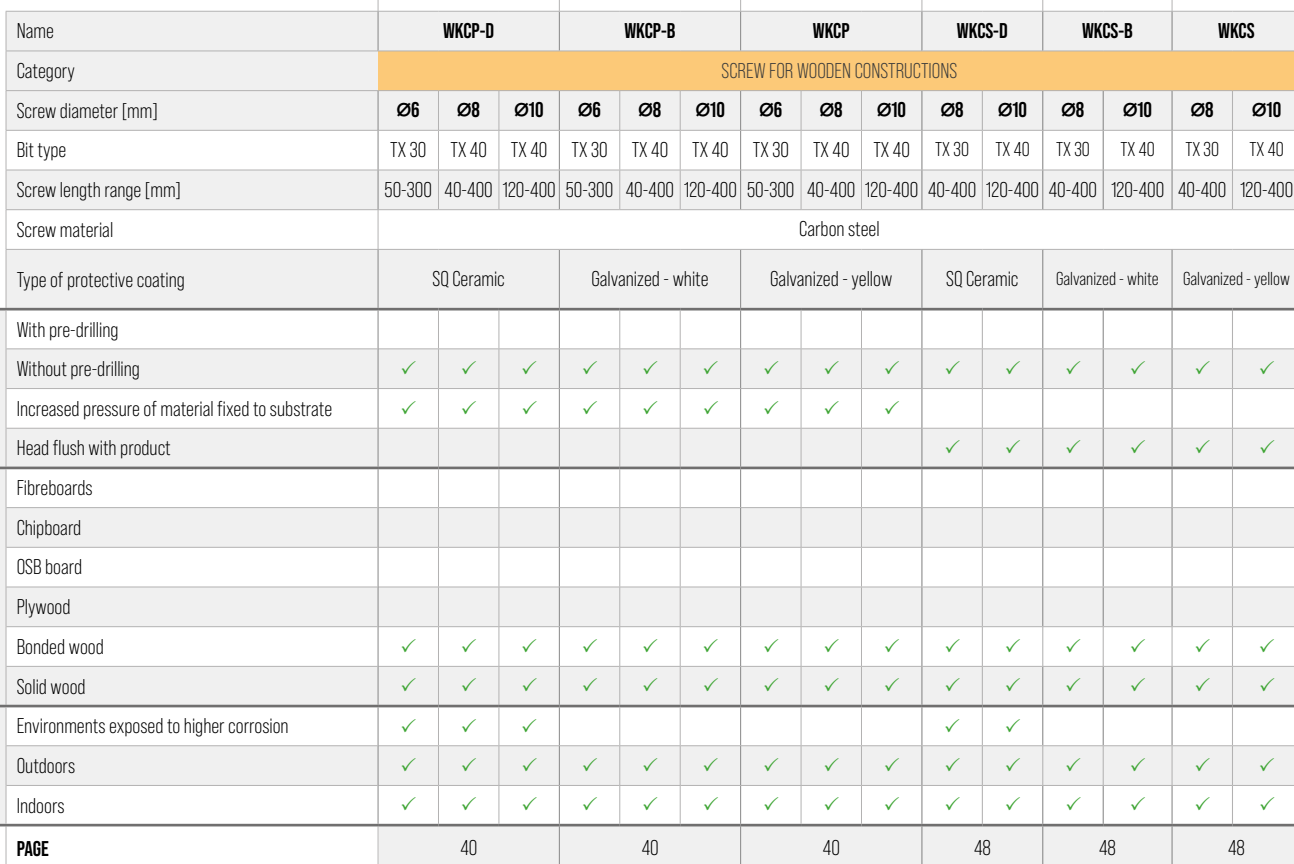 Name WKCP-D WKCP-B WKCP WKCS-D WKCS-B WKCS
Category SCREW FOR WOODEN CONSTRUCTIONS
Screw diameter [mm] Ø6 Ø8 Ø10 Ø6 Ø8 Ø10 Ø6 Ø8 Ø10 Ø8 Ø10 Ø8 Ø10 Ø8 Ø10
Bit type TX 30 TX 40 TX 40 TX 30 TX 40 TX 40 TX 30 TX 40 TX 40 TX 30 TX 40 TX 30 TX 40 TX 30 TX 40
Screw length range [mm] 50-300 40-400 120-400 50-300 40-400 120-400 50-300 40-400 120-400 40-400 120-400 40-400 120-400 40-400 120-400
Screw material Carbon steel
Type of protective coating SQ Ceramic Galvanized - white Galvanized - yellow SQ Ceramic Galvanized - white Galvanized - yellow
With pre-drilling
Without pre-drilling ✓ ✓ ✓ ✓ ✓ ✓ ✓ ✓ ✓ ✓ ✓ ✓ ✓ ✓ ✓
Increased pressure of material fixed to substrate ✓ ✓ ✓ ✓ ✓ ✓ ✓ ✓ ✓
Head flush with product ✓ ✓ ✓ ✓ ✓ ✓
Fibreboards
Chipboard
OSB board
Plywood
Bonded wood ✓ ✓ ✓ ✓ ✓ ✓ ✓ ✓ ✓ ✓ ✓ ✓ ✓ ✓ ✓
Solid wood ✓ ✓ ✓ ✓ ✓ ✓ ✓ ✓ ✓ ✓ ✓ ✓ ✓ ✓ ✓
Environments exposed to higher corrosion ✓ ✓ ✓ ✓ ✓
Outdoors ✓ ✓ ✓ ✓ ✓ ✓ ✓ ✓ ✓ ✓ ✓ ✓ ✓ ✓ ✓
Indoors ✓ ✓ ✓ ✓ ✓ ✓ ✓ ✓ ✓ ✓ ✓ ✓ ✓ ✓ ✓
PAGE 40 40 40 48 48 48